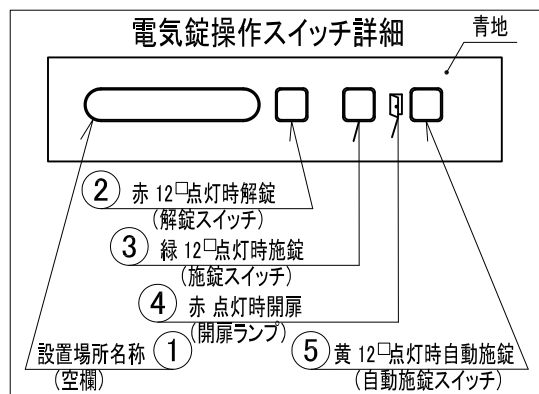 電気錠操作スイッチ詳細
青地
② 赤 12□点灯時解錠
(解錠スイッチ)
③ 緑 12□点灯時施錠
(施錠スイッチ)
④ 赤 点灯時開扉
(開扉ランプ)
設置場所名称 ①
(空欄)
⑤ 黄 12□点灯時自動施錠
(自動施錠スイッチ)